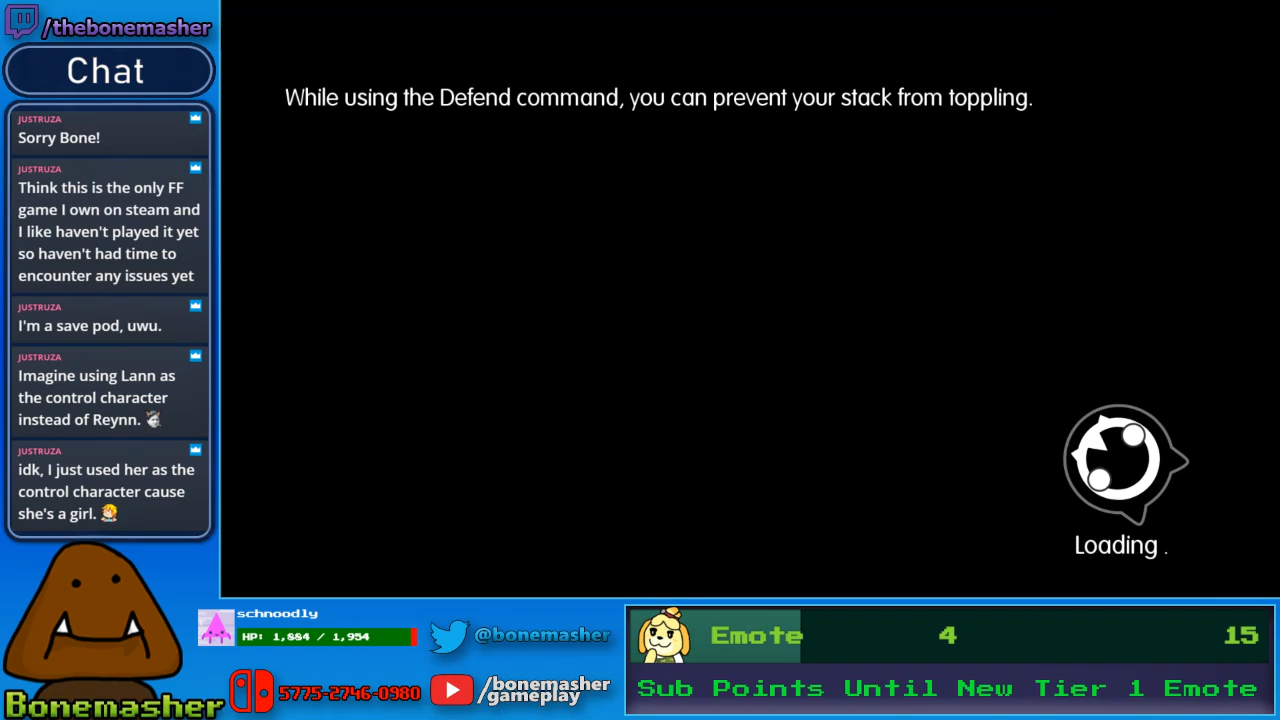 /thebonemasher
Chat
JUSTRUZA
Sorry Bone!
JUSTRUZA
Think this is the only FF
game I own on steam and
I like haven't played it yet
so haven't had time to
encounter any issues yet
JUSTRUZA
I'm a save pod, uwu.
JUSTRUZA
Imagine using Lann as
the control character
instead of Reynn.
JUSTRUZA
idk, I just used her as the
control character cause
she's a girl.
While using the Defend command, you can prevent your stack from toppling.
Loading .
Bonemasher
schnoodly
HP: 1,884 / 1,954
5775-2746-0980
@bonemasher
/bonemasher
gameplay
Emote 4 15
Sub Points Until New Tier 1 Emote